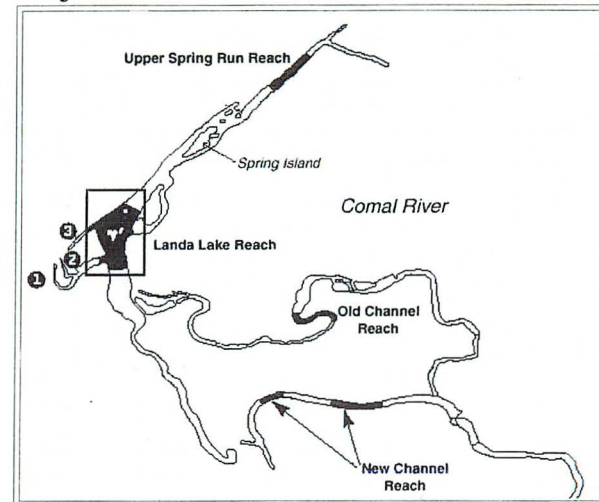 Upper Spring Run Reach
Spring Island
Comal River
3
Landa Lake Reach
2
1
Old Channel
Reach
New Channel
Reach